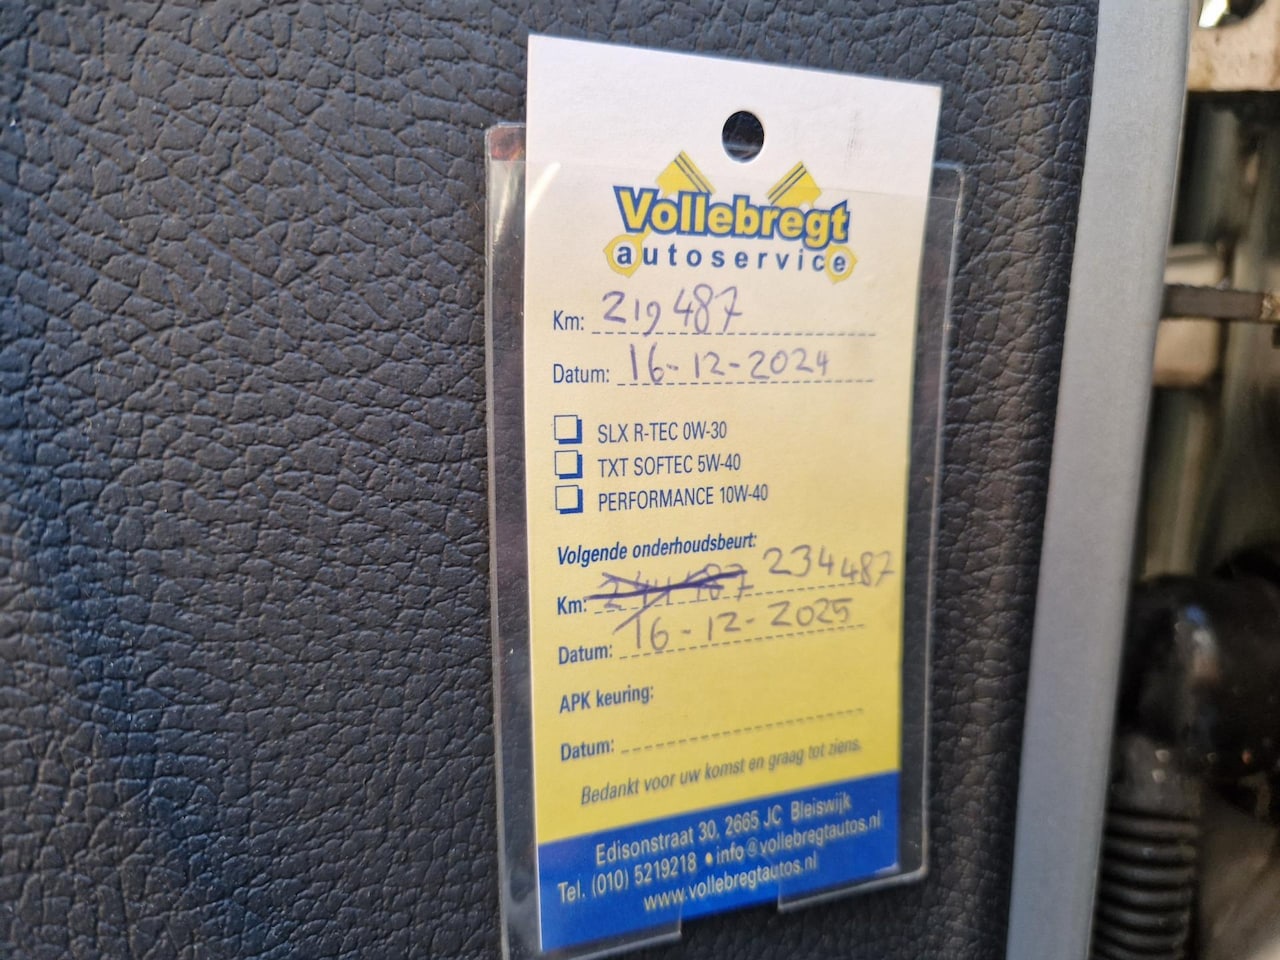 Vollebregt
autoservice
Km: 219487
Datum: 16-12-2024
SLX R-TEC 0W-30
TXT SOFTEC 5W-40
PERFORMANCE 10W-40
Volgende onderhoudsbeurt:
Km: 234487
Datum: 16-12-2025
APK keuring:
Datum:
Bedankt voor uw komst en graag tot ziens.
Edisonstraat 30, 2665 JC Bleiswijk
Tel. (010) 5219218 • info@vollebregtautos.nl
www.vollebregtautos.nl